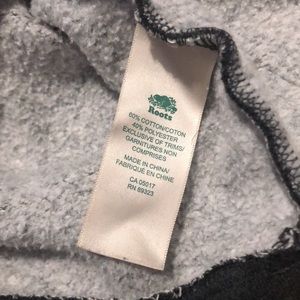 Roots
60% COTTON/COTON
40% POLYESTER
EXCLUSIVE OF TRIMS/
GARNITURES NON
COMPRISES
MADE IN CHINA/
FABRIQUÉ EN CHINE
CA 05017
RN 89323